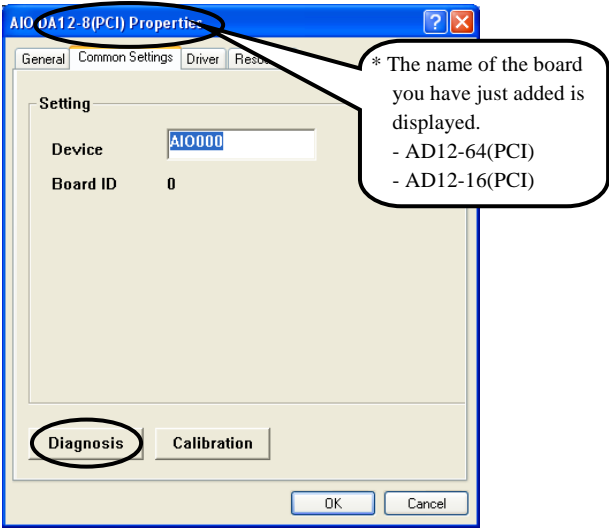 AIO DA12-8(PCI) Properties
General Common Settings Driver
Setting
Device AIO000
Board ID 0
Diagnosis Calibration
OK Cancel
* The name of the board
you have just added is
displayed.
- AD12-64(PCI)
- AD12-16(PCI)